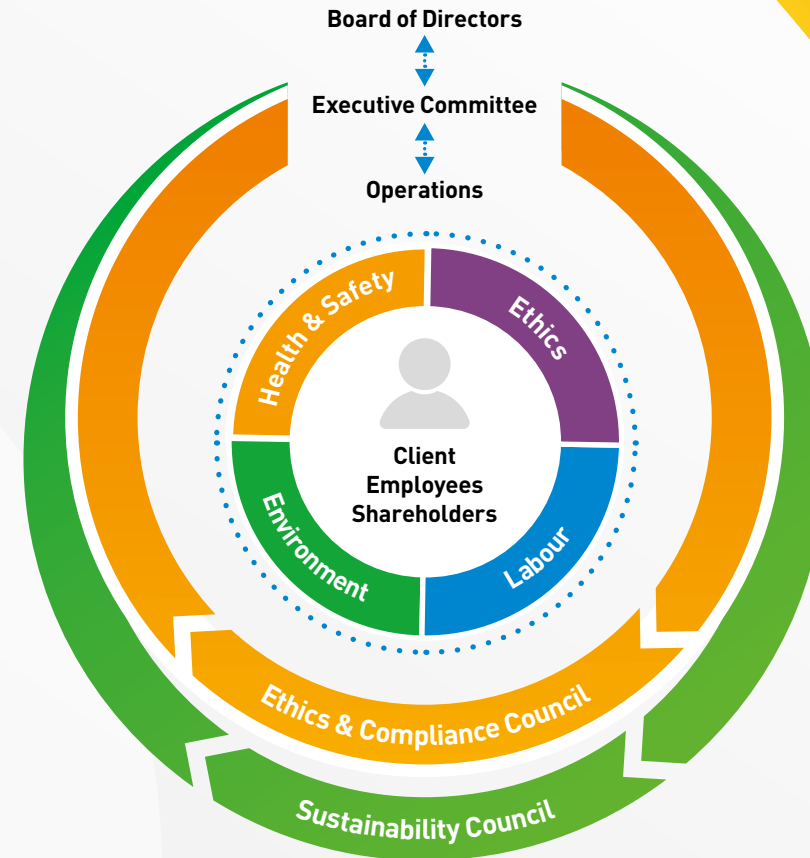 Board of Directors
Executive Committee
Operations
Health & Safety
Ethics
Client
Employees
Shareholders
Environment
Labour
Ethics & Compliance Council
Sustainability Council